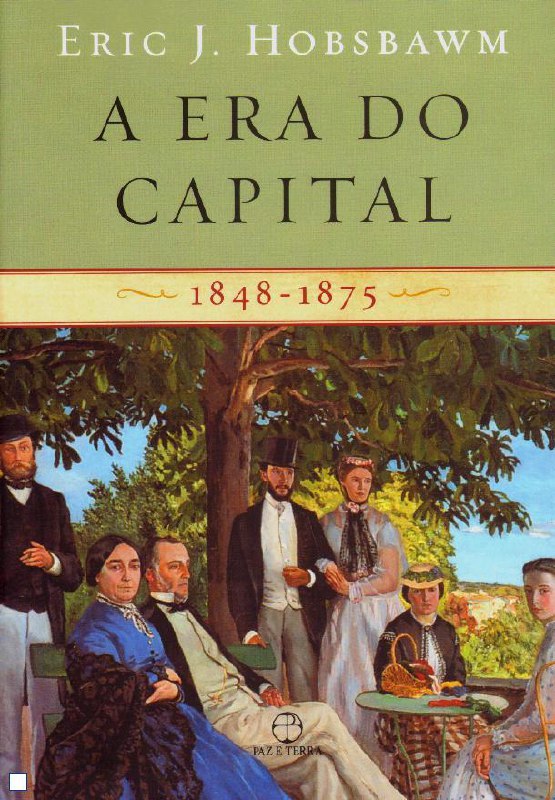 ERIC J. HOBSBAWM
A ERA DO
CAPITAL
1848-1875
PAZ E TERRA